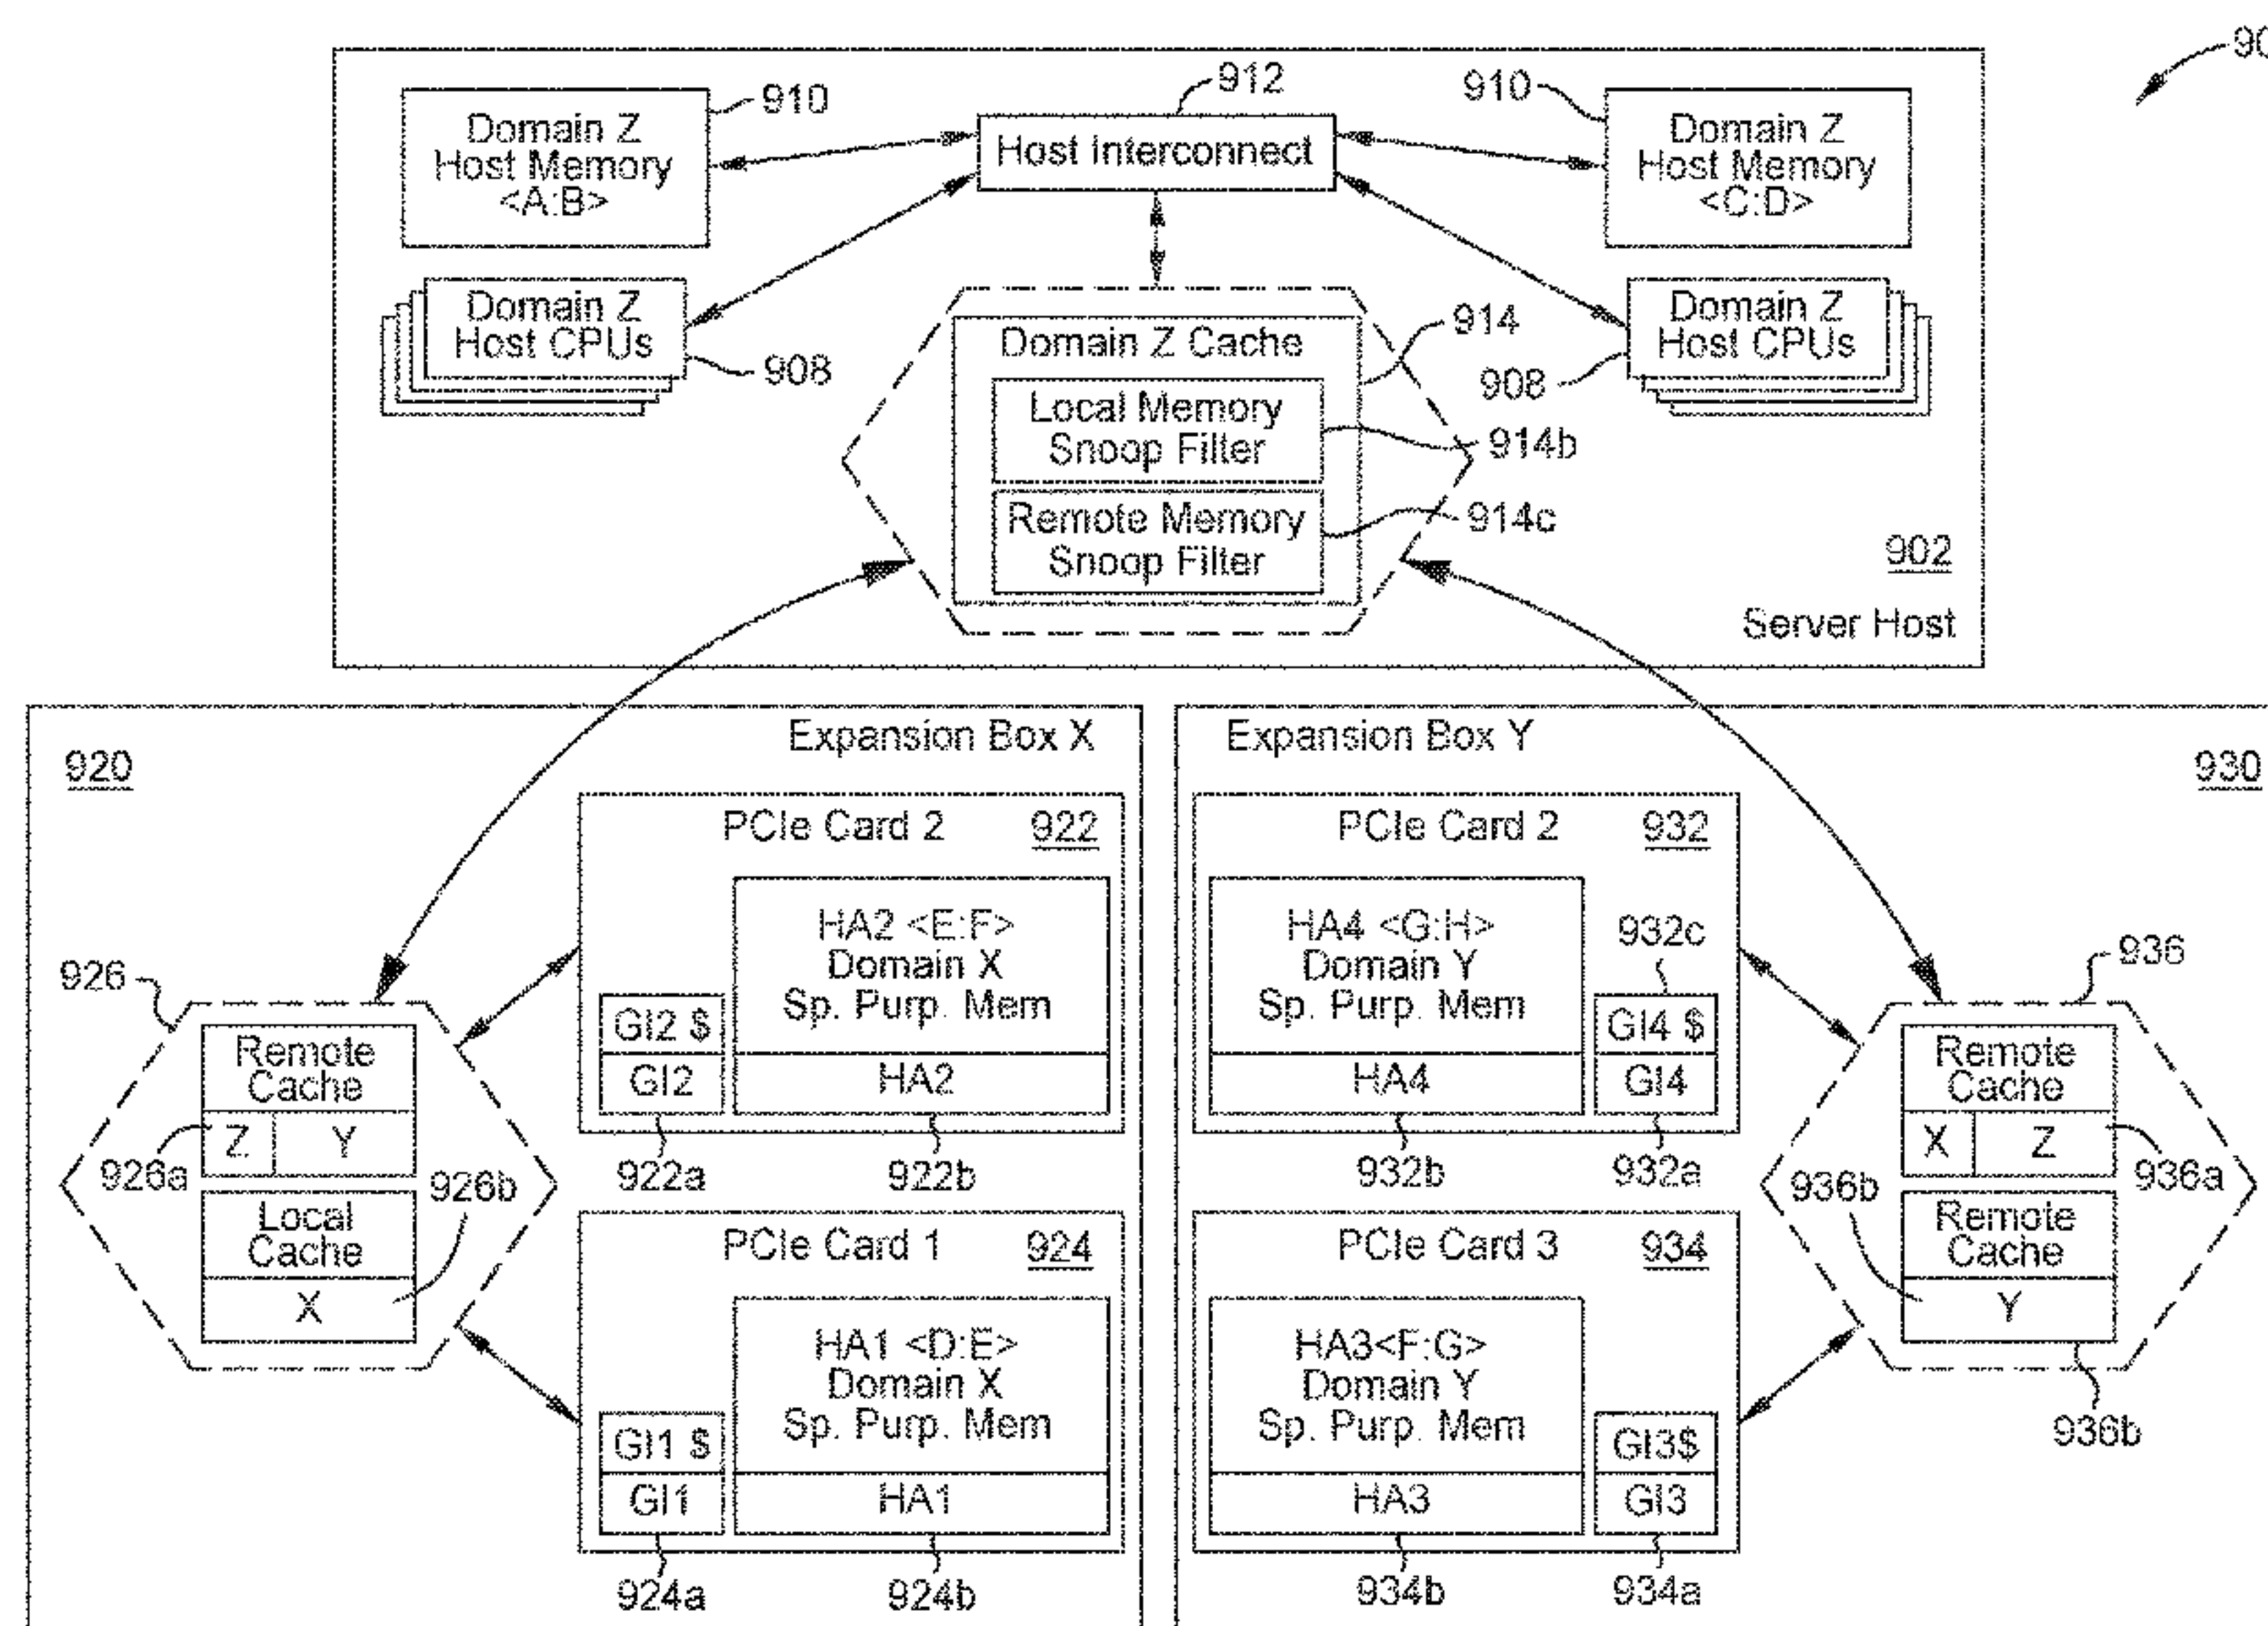 90
912
910
910
Domain Z
Host Memory
<A:B>
Host Interconnect
Domain Z
Host Memory
<C:D>
Domain Z
Host CPUs
908
Domain Z Cache
914
Local Memory
Snoop Filter
914b
Remote Memory
Snoop Filter
914c
Domain Z
Host CPUs
908
902
Server Host
Expansion Box X
920
PCIe Card 2
922
HA2 <E:F>
Domain X
Sp. Purp. Mem
GI2 $
GI2
HA2
922a
922b
926
Remote
Cache
Z
Y
926a
926b
Local
Cache
X
PCIe Card 1
924
HA1 <D:E>
Domain X
Sp. Purp. Mem
GI1 $
GI1
HA1
924a
924b
Expansion Box Y
930
PCIe Card 2
932
HA4 <G:H>
Domain Y
Sp. Purp. Mem
932c
GI4 $
GI4
HA4
932b
932a
936
Remote
Cache
X
Z
936b
936a
Remote
Cache
Y
936b
PCIe Card 3
934
HA3<F:G>
Domain Y
Sp. Purp. Mem
GI3$
GI3
HA3
934b
934a